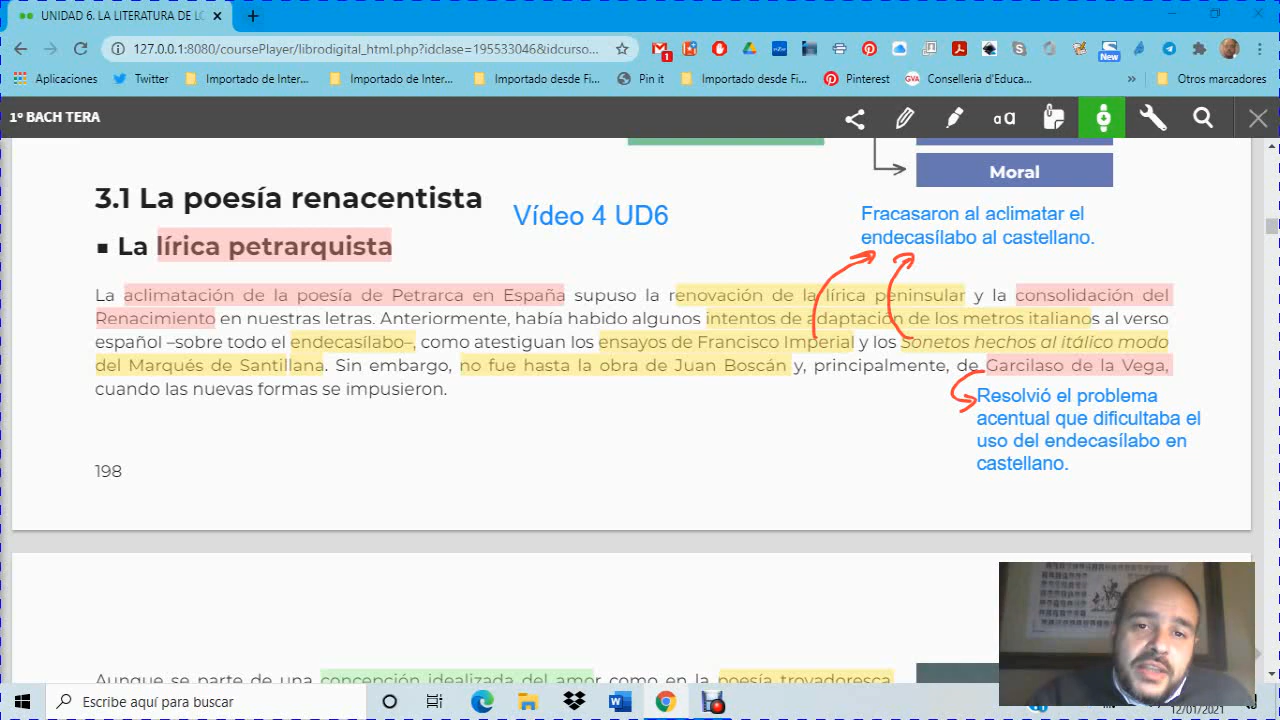 UNIDAD 6. LA LITERATURA DE LO
127.0.0.1:8080/coursePlayer/librodigital_html.php?idclase=195533046&idcurso...
1
New
Aplicaciones
Twitter
Importado de Inter...
Importado de Inter...
Importado desde Fi...
Pin it
Importado desde Fi...
Pinterest
GVA
Conselleria d'Educa...
»
Otros marcadores
1º BACH TERA
aA
Moral
3.1 La poesía renacentista
Vídeo 4 UD6
Fracasaron al aclimatar el
endecasílabo al castellano.
▪ La lírica petrarquista
La aclimatación de la poesía de Petrarca en España supuso la renovación de la lírica peninsular y la consolidación del
Renacimiento en nuestras letras. Anteriormente, había habido algunos intentos de adaptación de los metros italianos al verso
español –sobre todo el endecasílabo–, como atestiguan los ensayos de Francisco Imperial y los Sonetos hechos al itálico modo
del Marqués de Santillana. Sin embargo, no fue hasta la obra de Juan Boscán y, principalmente, de Garcilaso de la Vega,
cuando las nuevas formas se impusieron.
Resolvió el problema
acentual que dificultaba el
uso del endecasílabo en
castellano.
198
Aunque se parte de una concepción idealizada del amor como en la poesía trovadoresca
Escribe aquí para buscar
12/01/2021